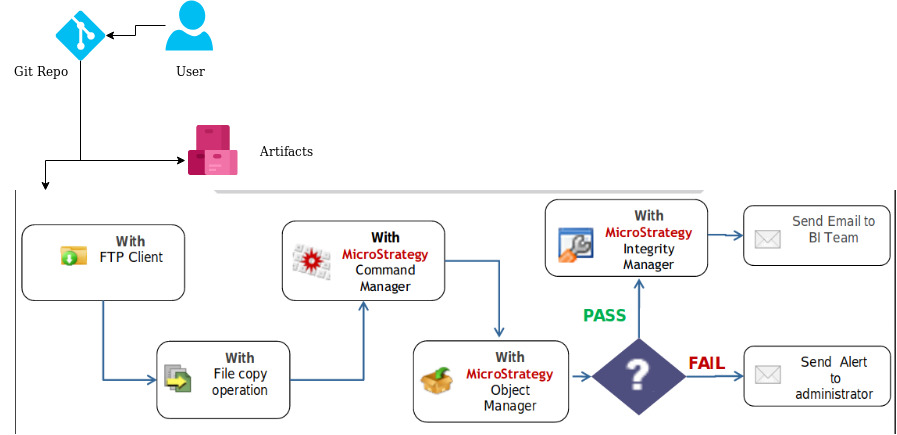 Git Repo
User
Artifacts
With
FTP Client
With
File copy
operation
With
MicroStrategy
Command
Manager
With
MicroStrategy
Object
Manager
?
PASS
FAIL
With
MicroStrategy
Integrity
Manager
Send Email to
BI Team
Send Alert
to
administrator